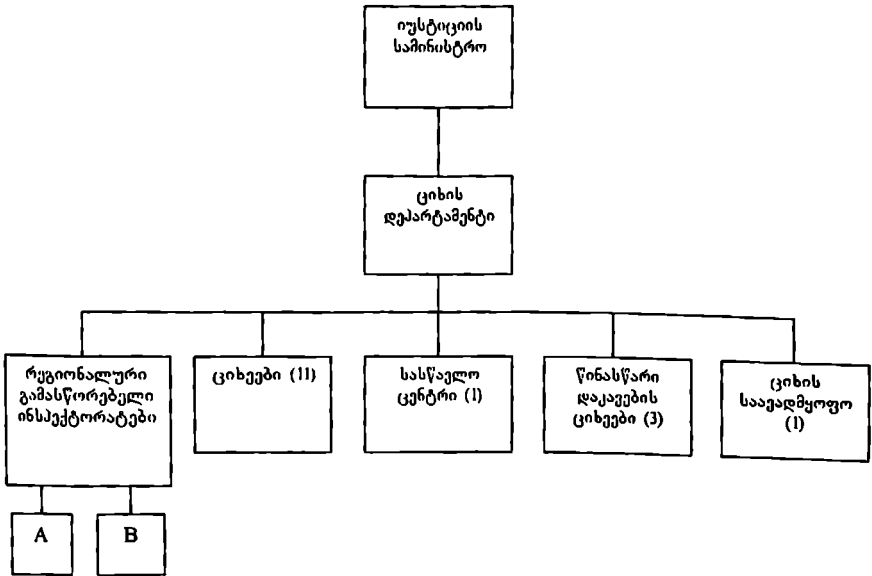 იუსტიციის
სამინისტრო
ციხის
დეპარტამენტი
რეგიონალური
გამასწორებელი
ინსპექტორატები
ციხეები (11)
სასწავლო
ცენტრი (1)
წინასწარი
დაკავების
ციხეები (3)
ციხის
საავადმყოფო
(1)
A
B